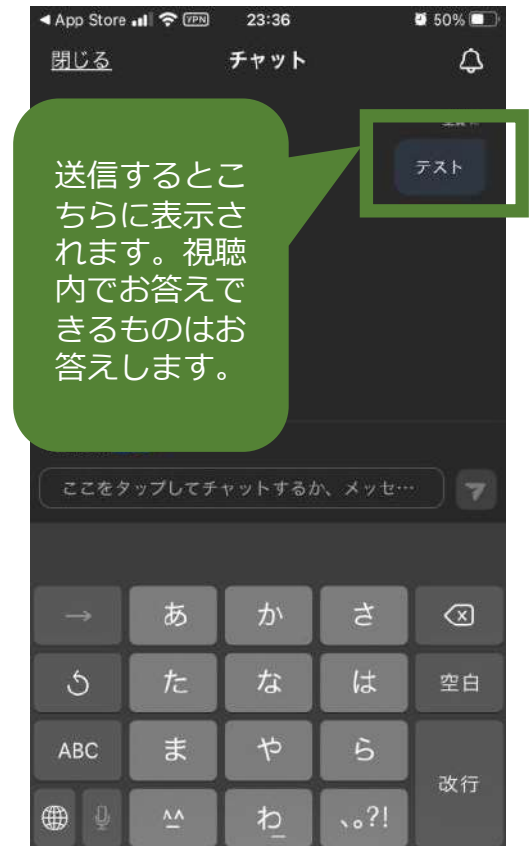 ◀ App Store VPN 23:36 50%
閉じる チャット
テスト
送信するとこ
ちらに表示さ
れます。視聴
内でお答えで
きるものはお
答えします。
ここをタップしてチャットするか、メッセ…
→ あ か さ
た な は 空白
ABC ま や ら
改行
^^ わ_ 、。?!